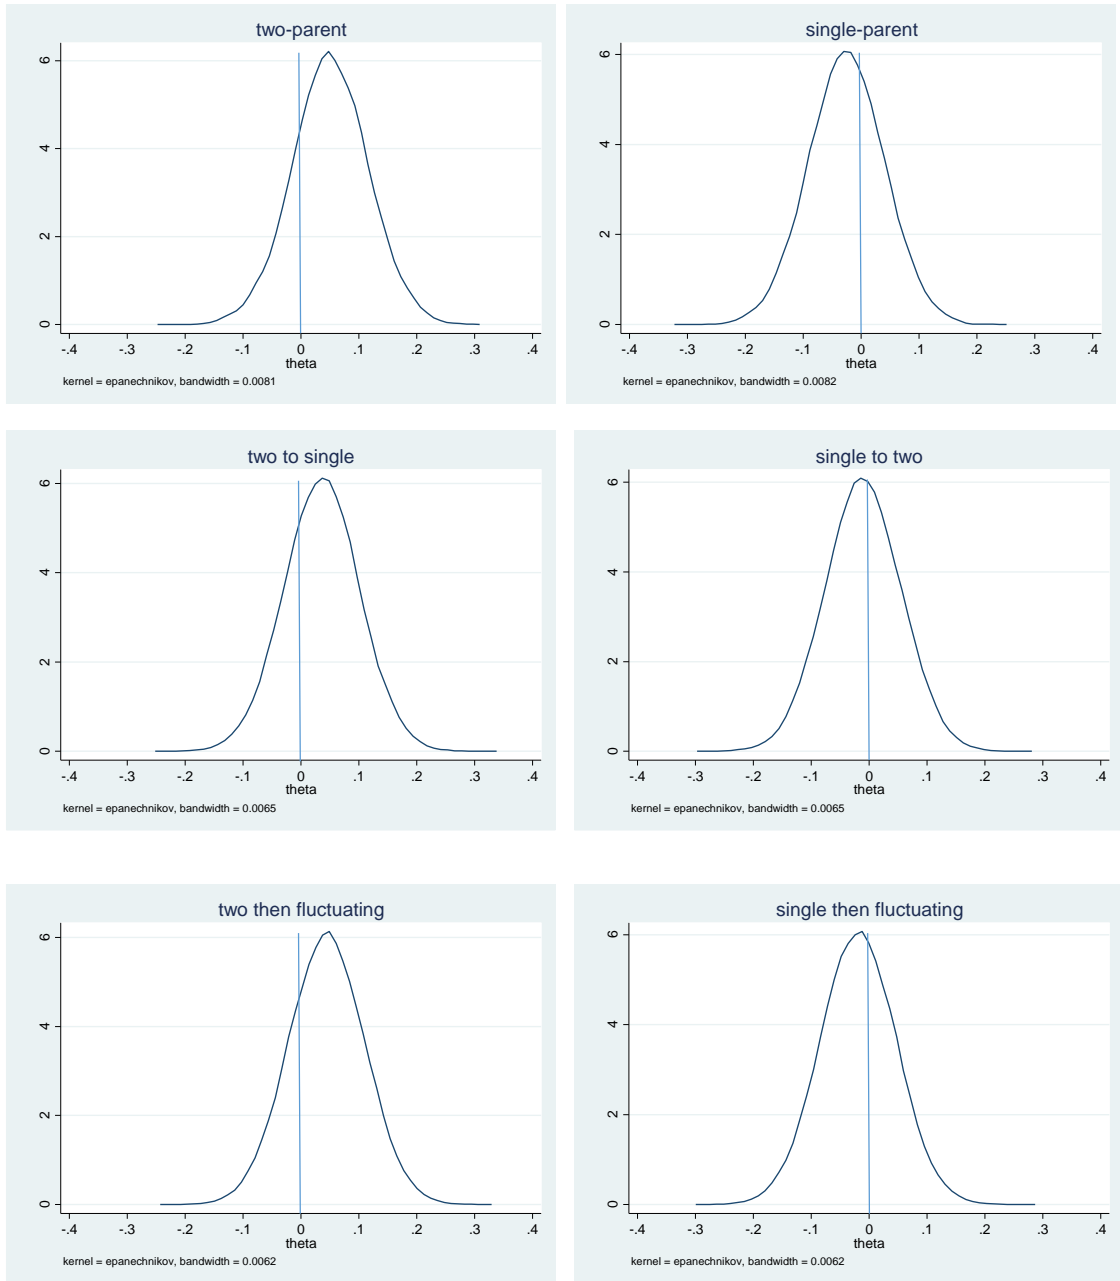 two-parent
6
4
2
0
-.4 -.3 -.2 -.1 0 .1 .2 .3 .4
theta
kernel = epanechnikov, bandwidth = 0.0081
single-parent
6
4
2
0
-.4 -.3 -.2 -.1 0 .1 .2 .3 .4
theta
kernel = epanechnikov, bandwidth = 0.0082
two to single
6
4
2
0
-.4 -.3 -.2 -.1 0 .1 .2 .3 .4
theta
kernel = epanechnikov, bandwidth = 0.0065
single to two
6
4
2
0
-.4 -.3 -.2 -.1 0 .1 .2 .3 .4
theta
kernel = epanechnikov, bandwidth = 0.0065
two then fluctuating
6
4
2
0
-.4 -.3 -.2 -.1 0 .1 .2 .3 .4
theta
kernel = epanechnikov, bandwidth = 0.0062
single then fluctuating
6
4
2
0
-.4 -.3 -.2 -.1 0 .1 .2 .3 .4
theta
kernel = epanechnikov, bandwidth = 0.0062